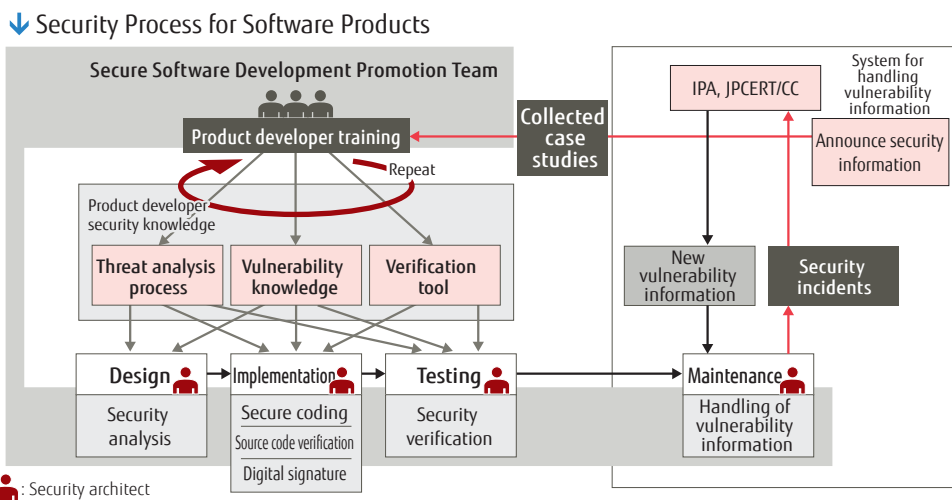 Security Process for Software Products
Secure Software Development Promotion Team
Product developer training
Repeat
Product developer
security knowledge
Threat analysis
process
Vulnerability
knowledge
Verification
tool
Collected
case
studies
IPA, JPCERT/CC
System for
handling
vulnerability
information
Announce security
information
New
vulnerability
information
Security
incidents
Design
Security
analysis
Implementation
Secure coding
Source code verification
Digital signature
Testing
Security
verification
Maintenance
Handling of
vulnerability
information
: Security architect